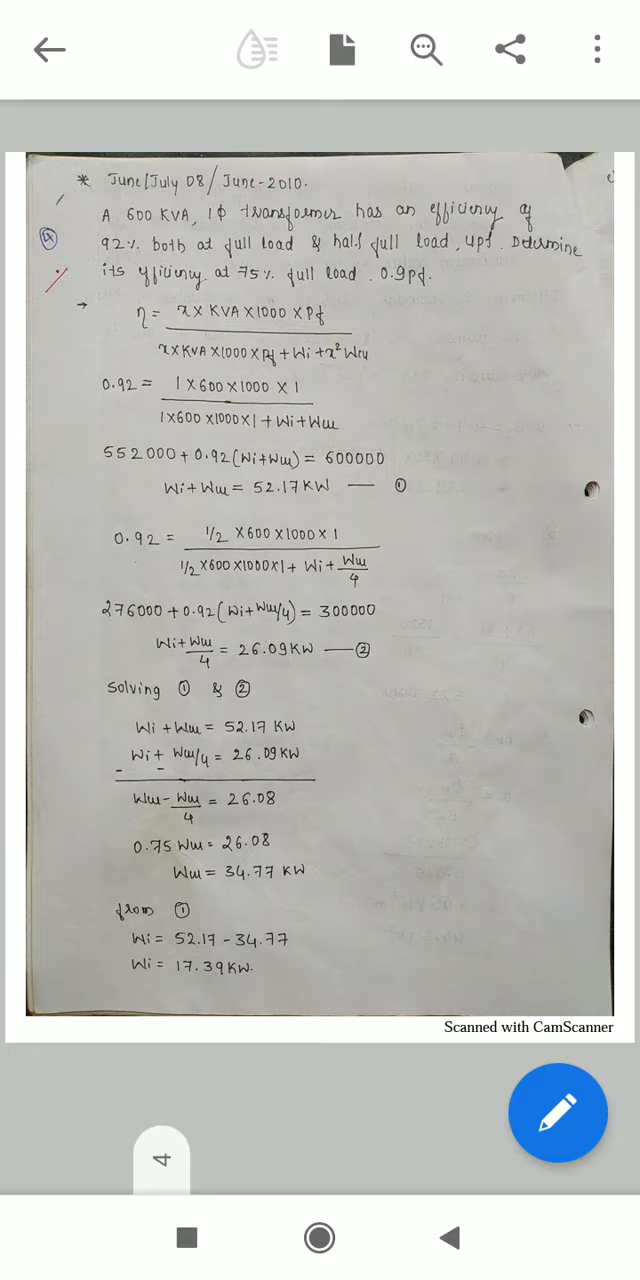 * June/July 08/ June-2010.
A 600 KVA, 1ϕ transformer has an efficiency of
92% both at full load & half full load, upf. Determine
its efficiency at 75% full load 0.9pf.
→ η = x x KVA x 1000 x Pf
x x KVA x 1000 x Pf + Wi + x² Wcu
0.92 = 1 x 600 x 1000 x 1
1 x 600 x 1000 x 1 + Wi + Wcu
552000 + 0.92 (Wi + Wcu) = 600000
Wi + Wcu = 52.17 KW — ①
0.92 = 1/2 x 600 x 1000 x 1
1/2 x 600 x 1000 x 1 + Wi + Wcu/4
276000 + 0.92 (Wi + Wcu/4) = 300000
Wi + Wcu/4 = 26.09 KW — ②
Solving ① & ②
Wi + Wcu = 52.17 KW
Wi + Wcu/4 = 26.09 KW
- -
Wcu - Wcu/4 = 26.08
0.75 Wcu = 26.08
Wcu = 34.77 KW
from ①
Wi = 52.17 - 34.77
Wi = 17.39 KW.
Scanned with CamScanner
4